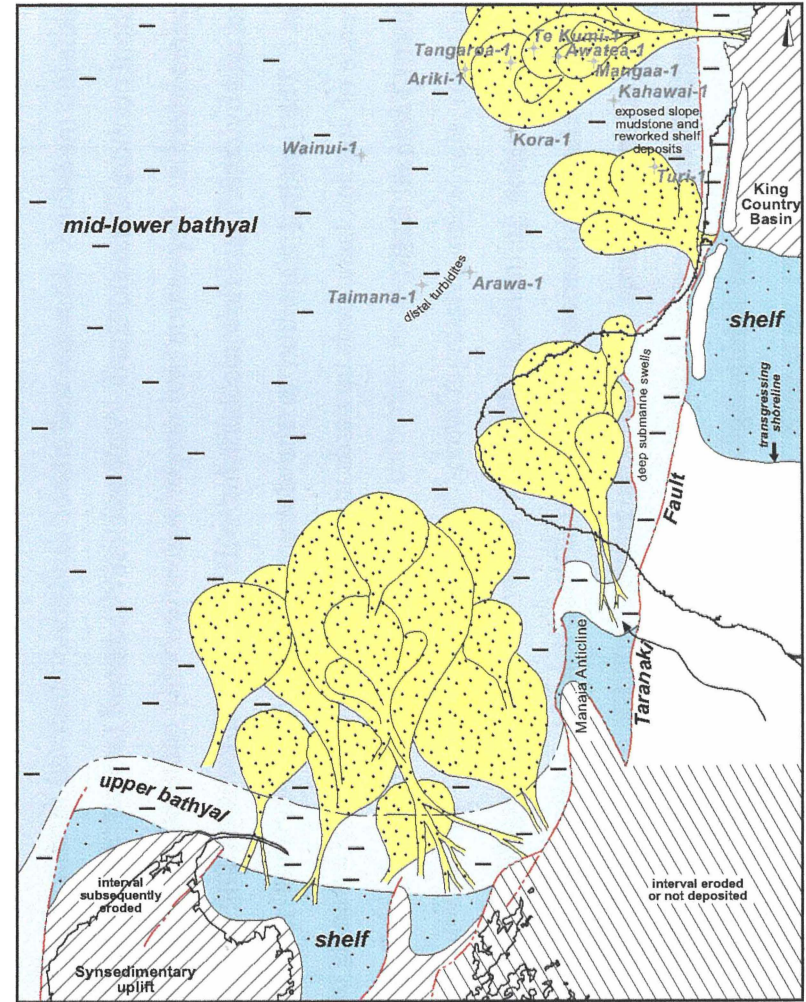 N
Te Kumi-1
Tangaroa-1
Awatea-1
Mangaa-1
Ariki-1
Kahawai-1
exposed slope
mudstone and
reworked shelf
deposits
Kora-1
Wainui-1
Turi-1
King
Country
Basin
mid-lower bathyal
Arawa-1
Taimana-1
distal turbidites
shelf
deep submarine swells
transgressing
shoreline
Fault
Manaia Anticline
Taranaki
upper bathyal
interval
subsequently
eroded
interval eroded
or not deposited
shelf
Synsedimentary
uplift